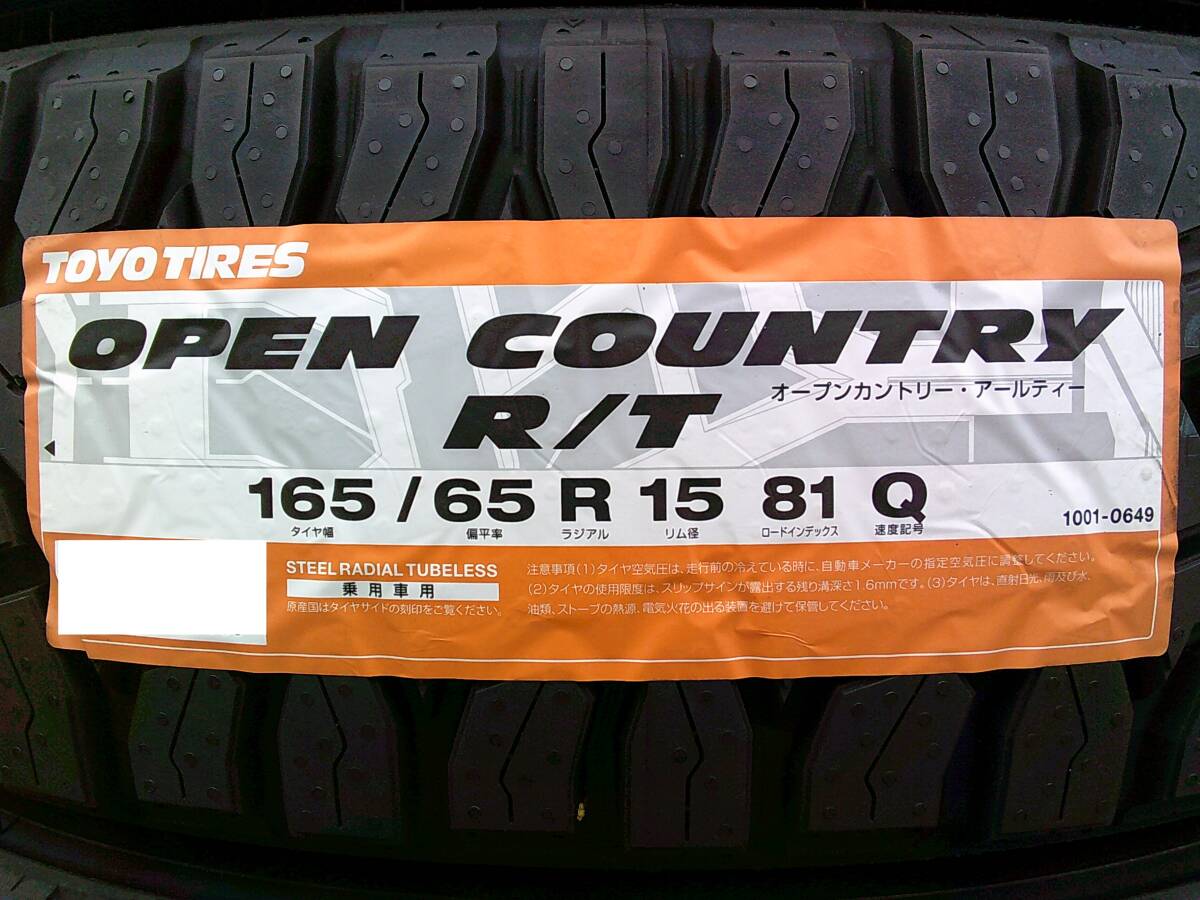 TOYO TIRES
OPEN COUNTRY
R/T
オープンカントリー・アールティー
165 / 65 R 15 81 Q
タイヤ幅 偏平率 ラジアル リム径 ロードインデックス 速度記号
1001-0649
STEEL RADIAL TUBELESS
乗用車用
原産国はタイヤサイドの刻印をご覧ください。
注意事項(1)タイヤ空気圧は、走行前の冷えている時に、自動車メーカーの指定空気圧に調整してください。
(2)タイヤの使用限度は、スリップサインが露出する残り溝深さ1.6mmです。(3)タイヤは、直射日光、雨及び水、
油類、ストーブの熱源、電気火花の出る装置を避けて保管してください。